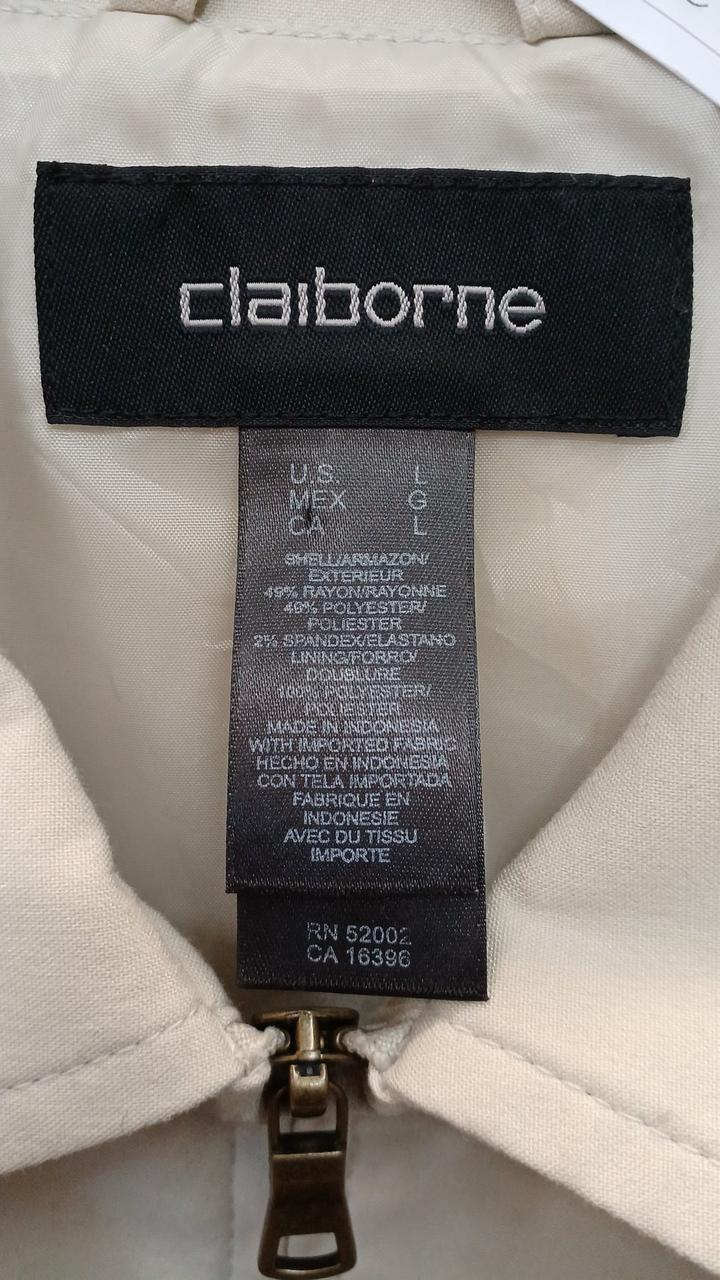 claiborne
U.S. L
MEX G
CA L
SHELL/ARMAZON/
EXTERIEUR
49% RAYON/RAYONNE
49% POLYESTER/
POLIESTER
2% SPANDEX/ELASTANO
LINING/FORRO/
DOUBLURE
100% POLYESTER/
POLIESTER
MADE IN INDONESIA
WITH IMPORTED FABRIC
HECHO EN INDONESIA
CON TELA IMPORTADA
FABRIQUE EN
INDONESIE
AVEC DU TISSU
IMPORTE
RN 52002
CA 16396